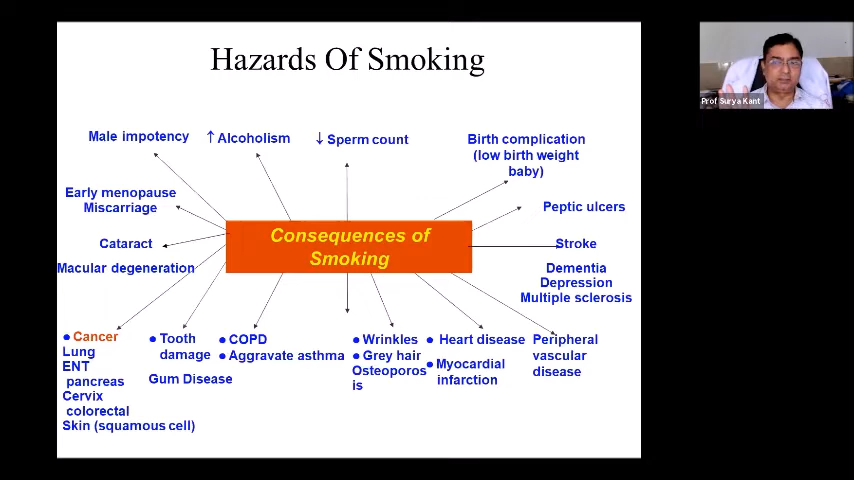 Hazards Of Smoking
Prof Surya Kant
Male impotency
↑ Alcoholism
↓ Sperm count
Birth complication
(low birth weight
baby)
Early menopause
Miscarriage
Peptic ulcers
Cataract
Consequences of
Smoking
Stroke
Macular degeneration
Dementia
Depression
Multiple sclerosis
● Cancer
Lung
ENT
pancreas
Cervix
colorectal
Skin (squamous cell)
● Tooth
damage
Gum Disease
● COPD
● Aggravate asthma
● Wrinkles
● Grey hair
Osteoporos
is
● Heart disease
● Myocardial
infarction
Peripheral
vascular
disease